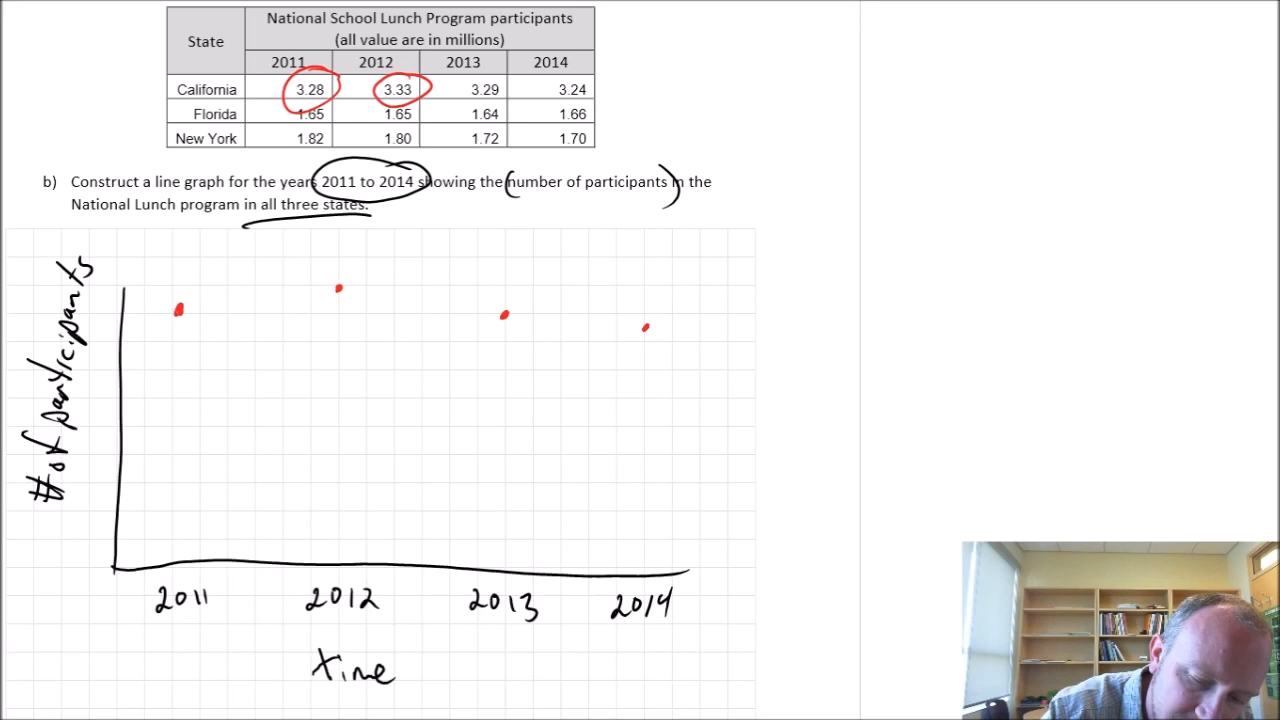 State
National School Lunch Program participants
(all value are in millions)
2011 2012 2013 2014
California 3.28 3.33 3.29 3.24
Florida 1.65 1.65 1.64 1.66
New York 1.82 1.80 1.72 1.70
b) Construct a line graph for the years 2011 to 2014 showing the (number of participants in) the
National Lunch program in all three states.
# of participants
2011 2012 2013 2014
time